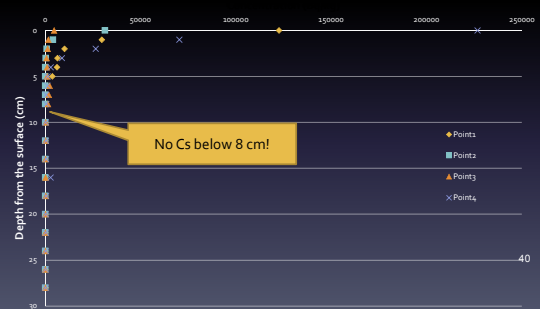 0 50000 100000 150000 200000 250000
0
5
10
15
20
25
30
Depth from the surface (cm)
No Cs below 8 cm!
Point1
Point2
Point3
Point4
40